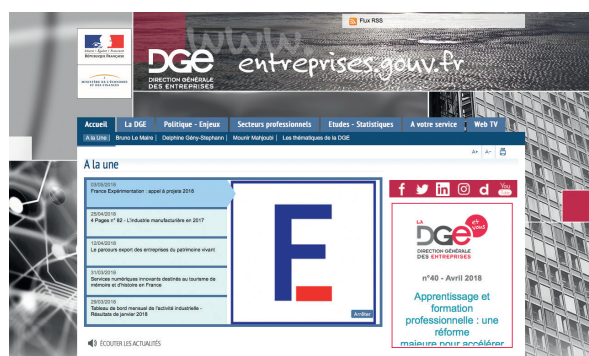 Flux RSS
www.
entreprises.gouv.fr
Liberté • Égalité • Fraternité
RÉPUBLIQUE FRANÇAISE
MINISTÈRE DE L'ÉCONOMIE
ET DES FINANCES
DGE
DIRECTION GÉNÉRALE
DES ENTREPRISES
Accueil La DGE Politique - Enjeux Secteurs professionnels Etudes - Statistiques A votre service Web TV
A la Une | Bruno Le Maire | Delphine Gény-Stephann | Mounir Mahjoubi | Les thématiques de la DGE
A+ A-
A la une
03/05/2018
France Expérimentation : appel à projets 2018
25/04/2018
4 Pages n° 82 - L'industrie manufacturière en 2017
12/04/2018
Le parcours export des entreprises du patrimoine vivant
31/03/2018
Services numériques innovants destinés au tourisme de
mémoire et d'histoire en France
29/03/2018
Tableau de bord mensuel de l'activité industrielle -
Résultats de janvier 2018
E
Arrêter
f in d You Tube
LA
DGE
et
vous
DIRECTION GÉNÉRALE
DES ENTREPRISES
n°40 - Avril 2018
Apprentissage et
formation
professionnelle : une
réforme
majeure pour accélérer
ÉCOUTER LES ACTUALITÉS